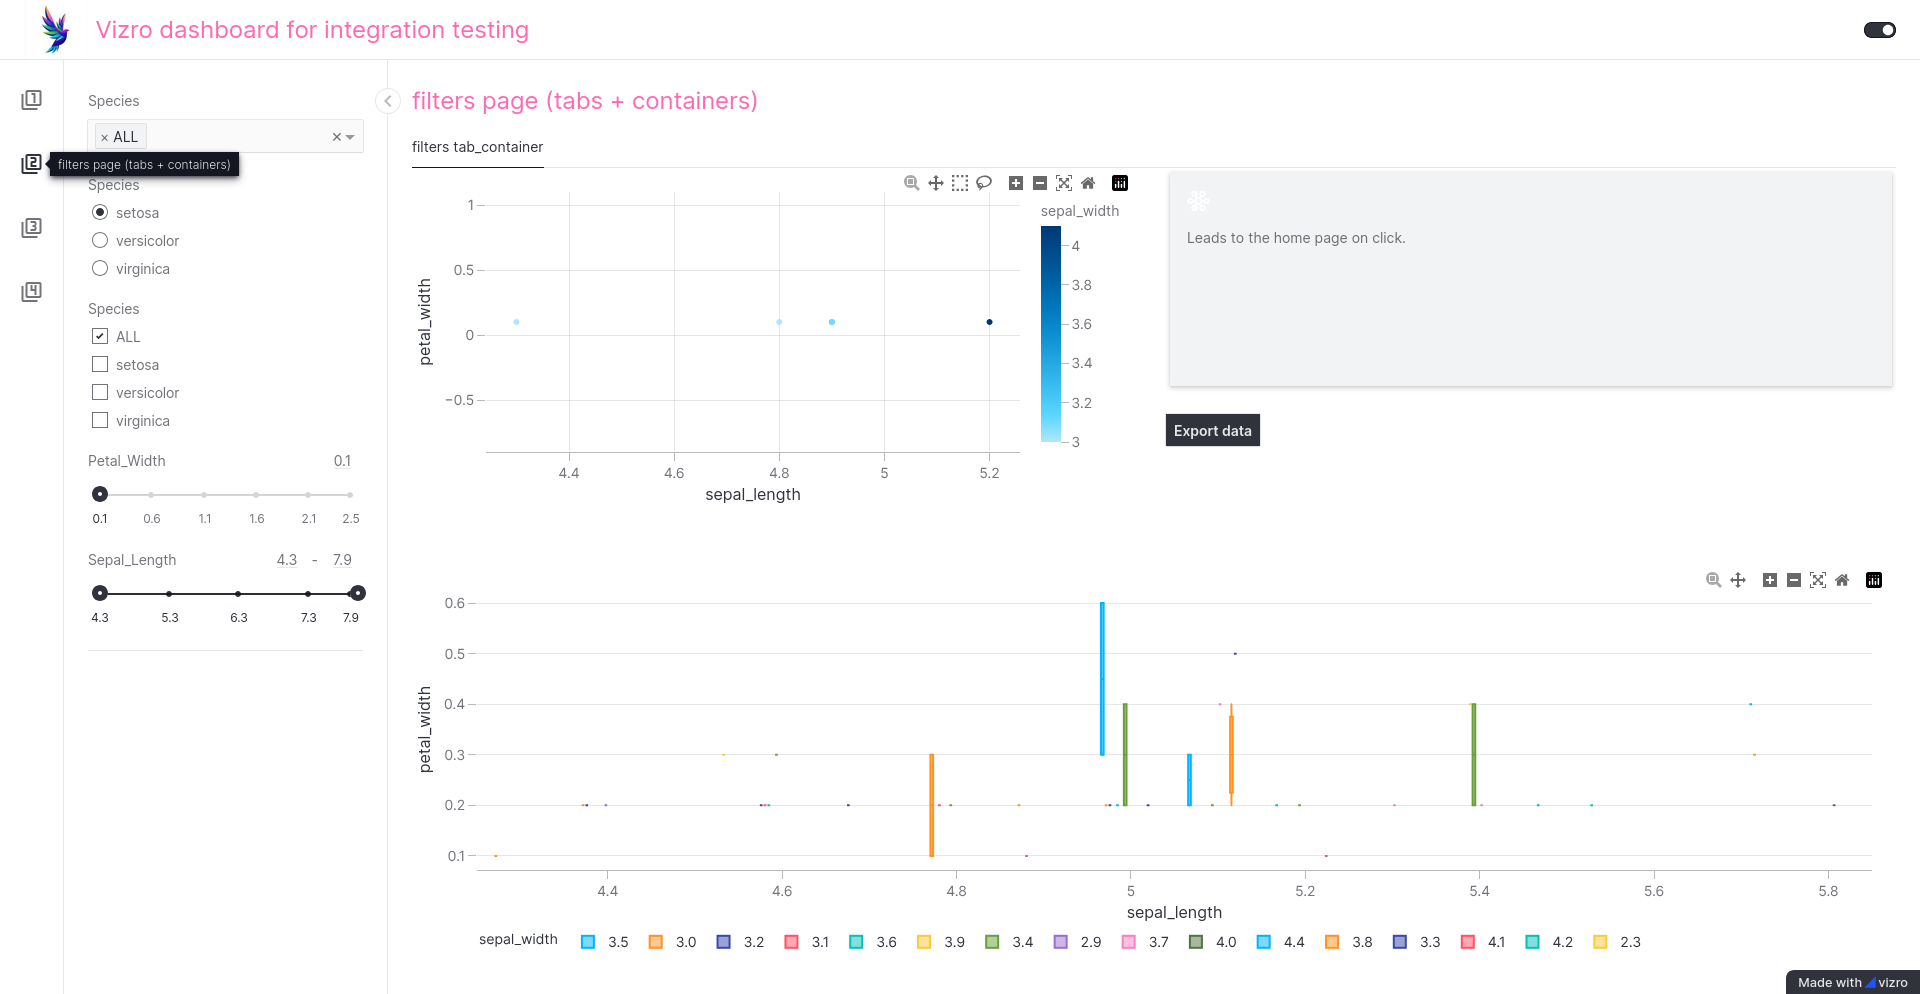 Vizro dashboard for integration testing
1
2
3
4
filters page (tabs + containers)
Species
× ALL
Species
setosa
versicolor
virginica
Species
ALL
setosa
versicolor
virginica
Petal_Width 0.1
0.1 0.6 1.1 1.6 2.1 2.5
Sepal_Length 4.3 - 7.9
4.3 5.3 6.3 7.3 7.9
filters page (tabs + containers)
filters tab_container
1
0.5
0
−0.5
petal_width
4.4 4.6 4.8 5 5.2
sepal_length
sepal_width
4
3.8
3.6
3.4
3.2
3
Leads to the home page on click.
Export data
0.6
0.5
0.4
0.3
0.2
0.1
petal_width
4.4 4.6 4.8 5 5.2 5.4 5.6 5.8
sepal_length
sepal_width 3.5 3.0 3.2 3.1 3.6 3.9 3.4 2.9 3.7 4.0 4.4 3.8 3.3 4.1 4.2 2.3
Made with vizro